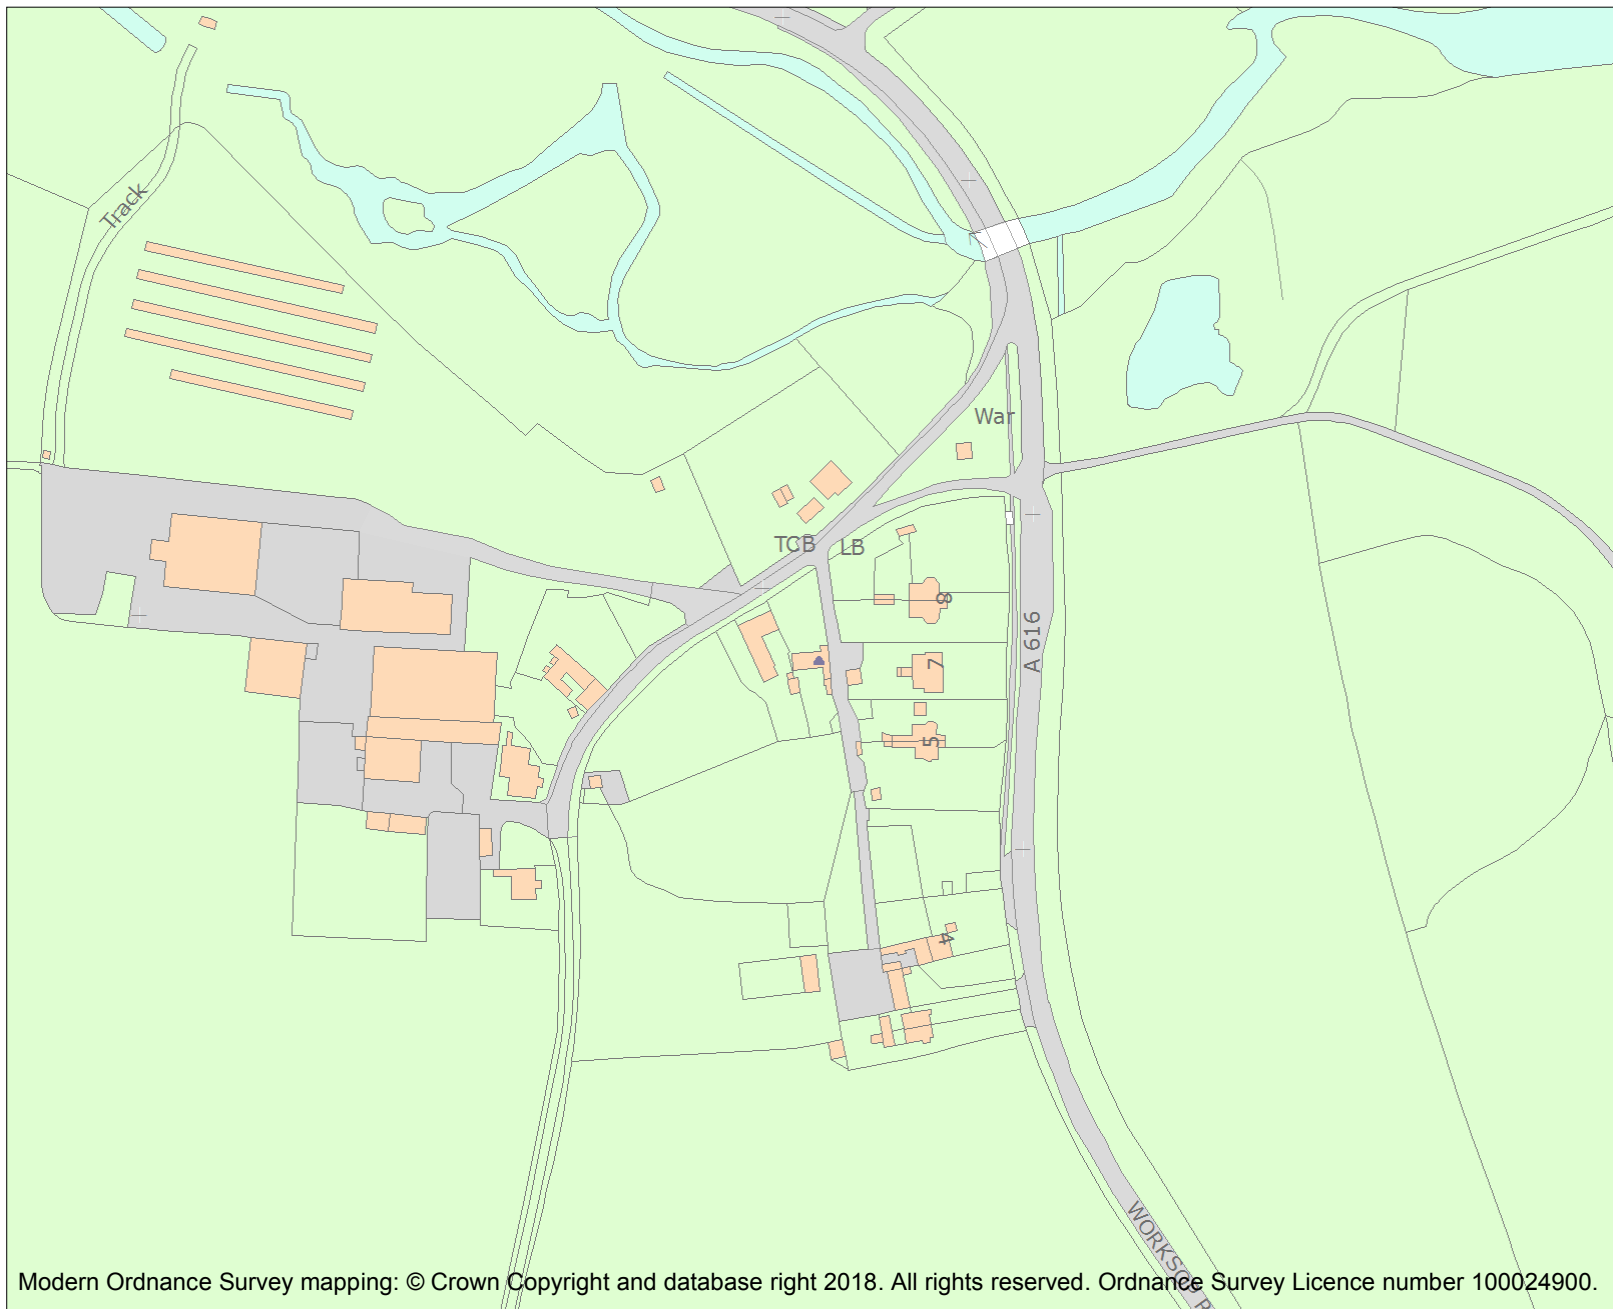 Track
War
TCB
LB
8
A 616
7
5
4
WORKSOP R
Modern Ordnance Survey mapping: © Crown Copyright and database right 2018. All rights reserved. Ordnance Survey Licence number 100024900.